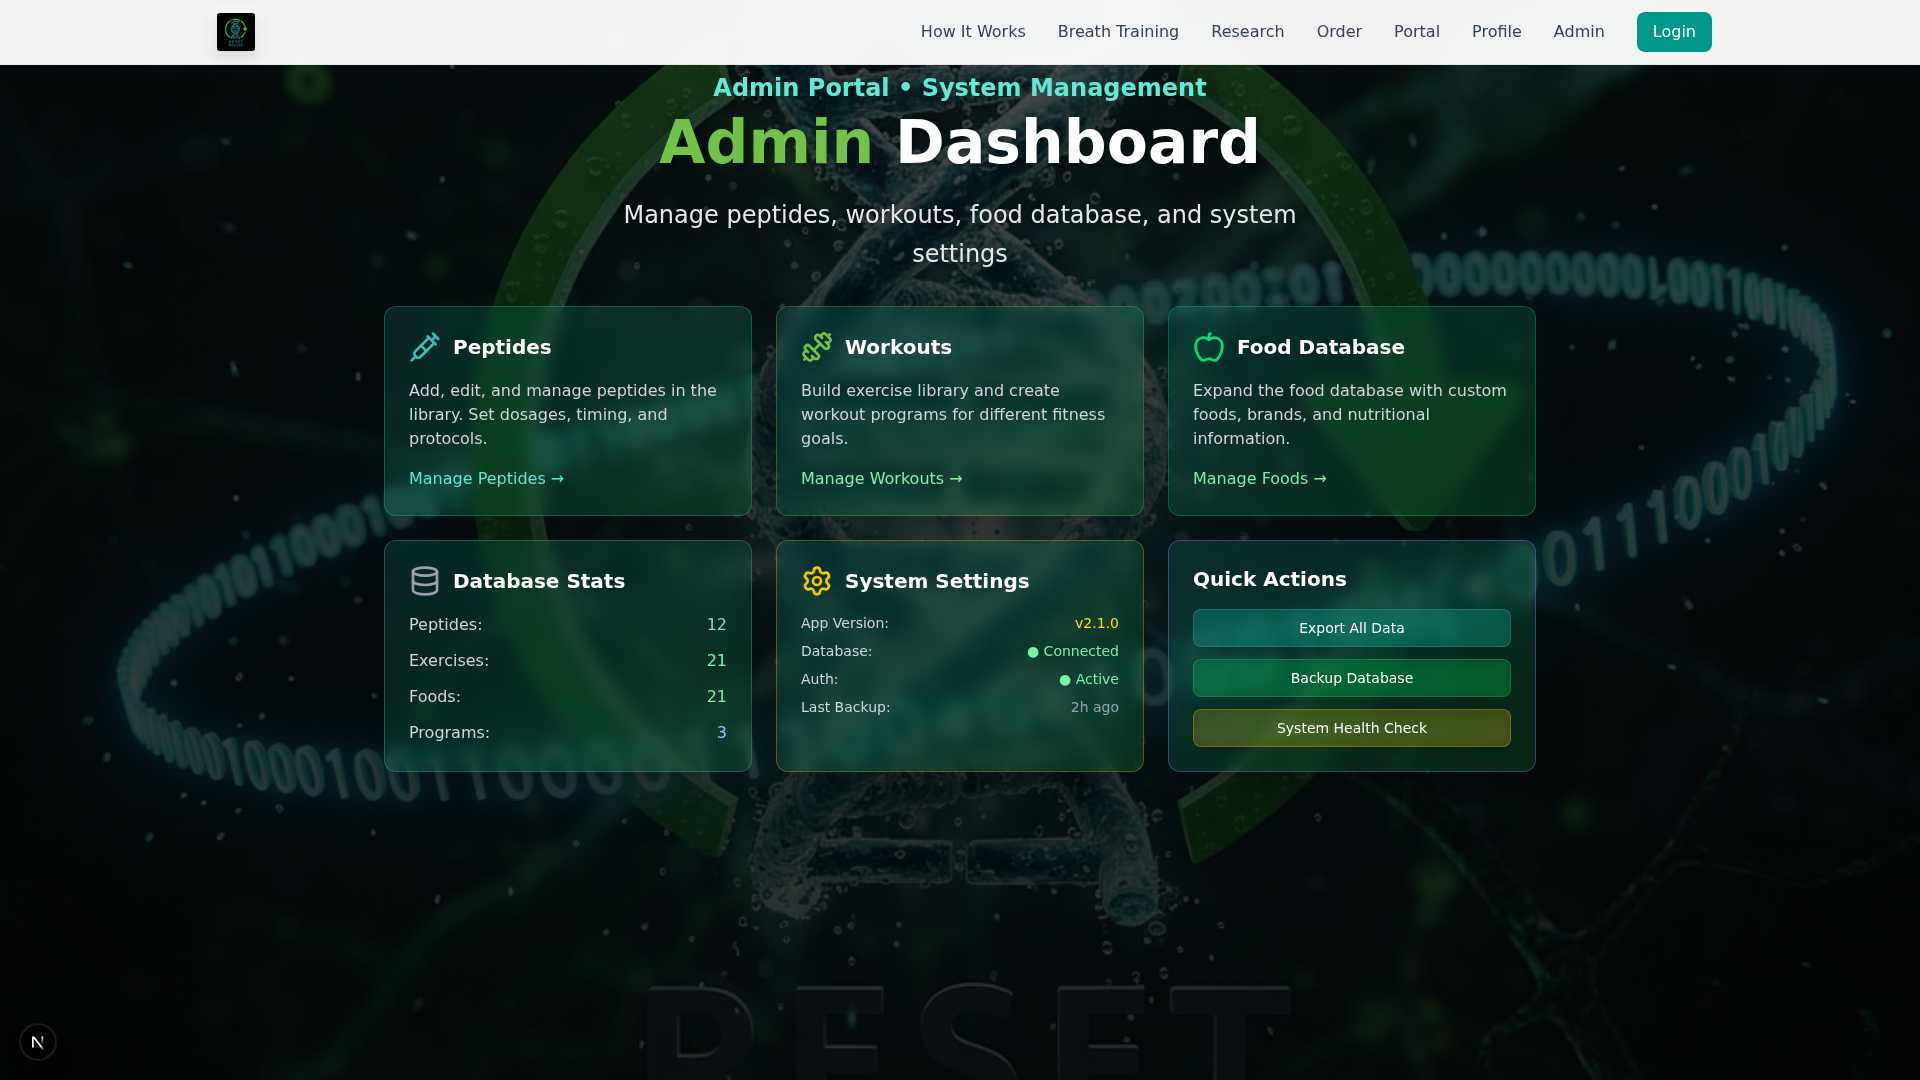 How It Works
Breath Training
Research
Order
Portal
Profile
Admin
Login
Admin Portal • System Management
Admin Dashboard
Manage peptides, workouts, food database, and system
settings
Peptides
Add, edit, and manage peptides in the
library. Set dosages, timing, and
protocols.
Manage Peptides →
Workouts
Build exercise library and create
workout programs for different fitness
goals.
Manage Workouts →
Food Database
Expand the food database with custom
foods, brands, and nutritional
information.
Manage Foods →
Database Stats
Peptides: 12
Exercises: 21
Foods: 21
Programs: 3
System Settings
App Version: v2.1.0
Database: ● Connected
Auth: ● Active
Last Backup: 2h ago
Quick Actions
Export All Data
Backup Database
System Health Check
RESET
N